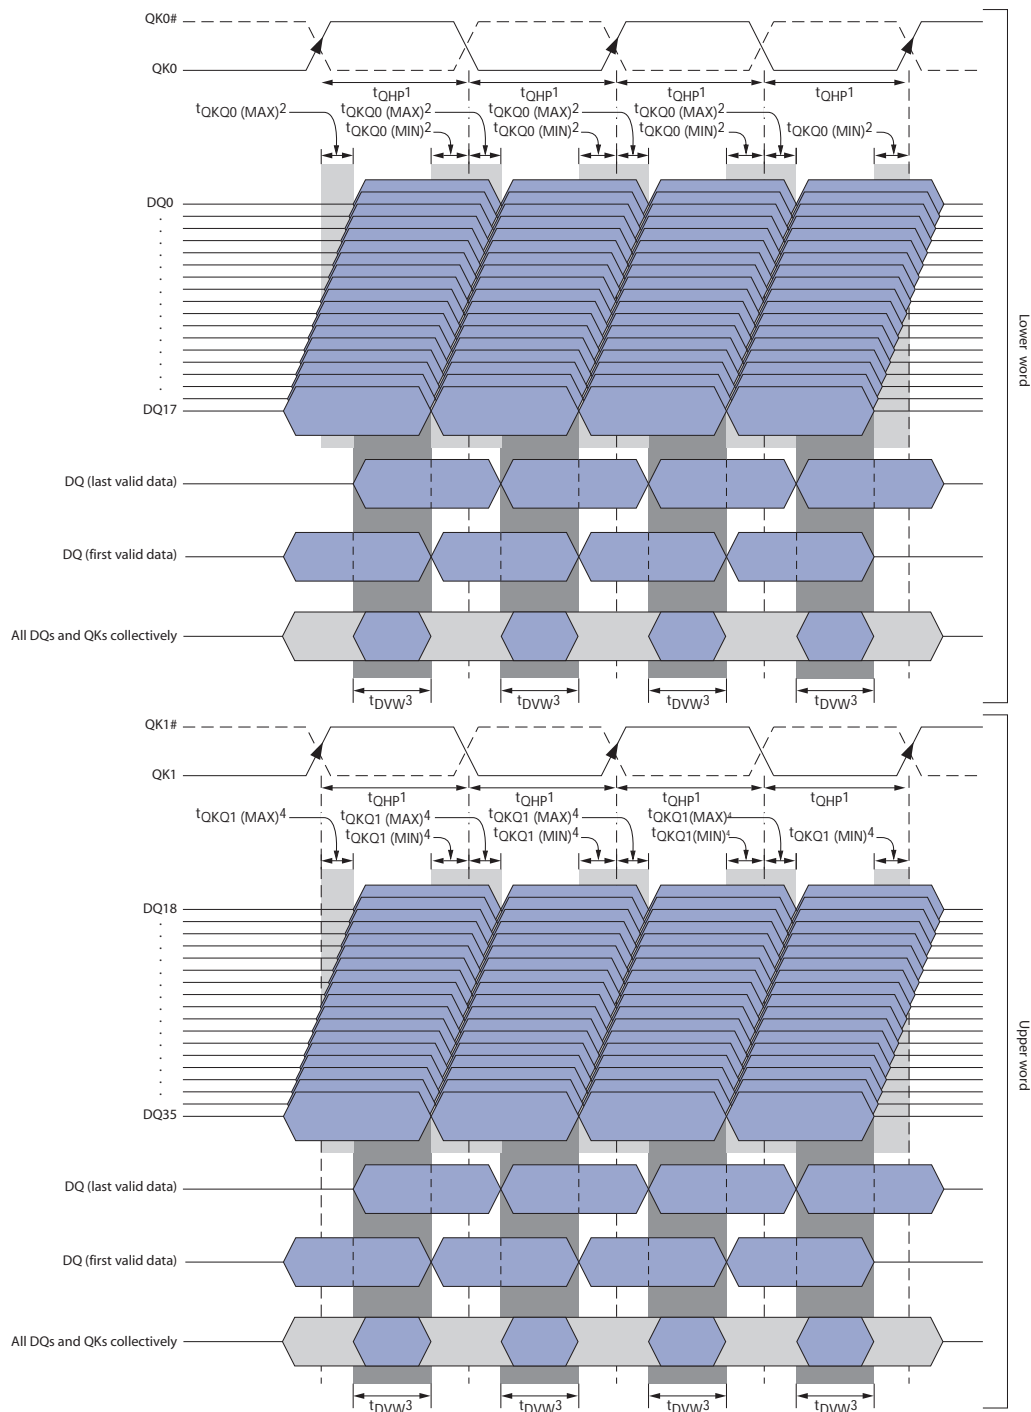 QK0#
QK0
tQHP1 tQHP1 tQHP1 tQHP1
tQKQ0 (MAX)2 tQKQ0 (MAX)2 tQKQ0 (MAX)2 tQKQ0 (MAX)2
tQKQ0 (MIN)2 tQKQ0 (MIN)2 tQKQ0 (MIN)2 tQKQ0 (MIN)2
DQ0
DQ17
DQ (last valid data)
DQ (first valid data)
All DQs and QKs collectively
tDVW3 tDVW3 tDVW3 tDVW3
Lower word
QK1#
QK1
tQHP1 tQHP1 tQHP1 tQHP1
tQKQ1 (MAX)4 tQKQ1 (MAX)4 tQKQ1 (MAX)4 tQKQ1(MAX)4
tQKQ1 (MIN)4 tQKQ1 (MIN)4 tQKQ1(MIN)4 tQKQ1 (MIN)4
DQ18
DQ35
DQ (last valid data)
DQ (first valid data)
All DQs and QKs collectively
tDVW3 tDVW3 tDVW3 tDVW3
Upper word